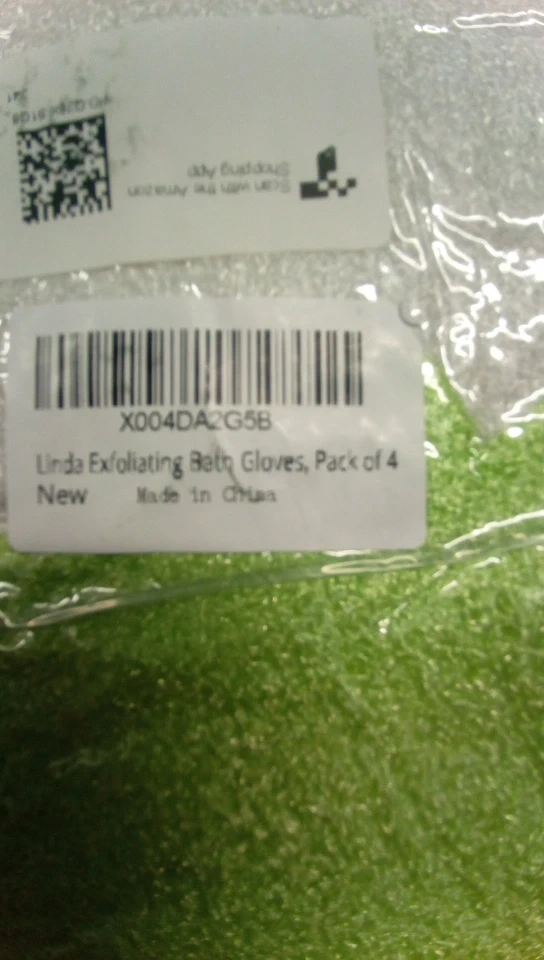 Scan with the Amazon
Shopping App
X004DA2G5B
Linda Exfoliating Bath Gloves, Pack of 4
New Made in China